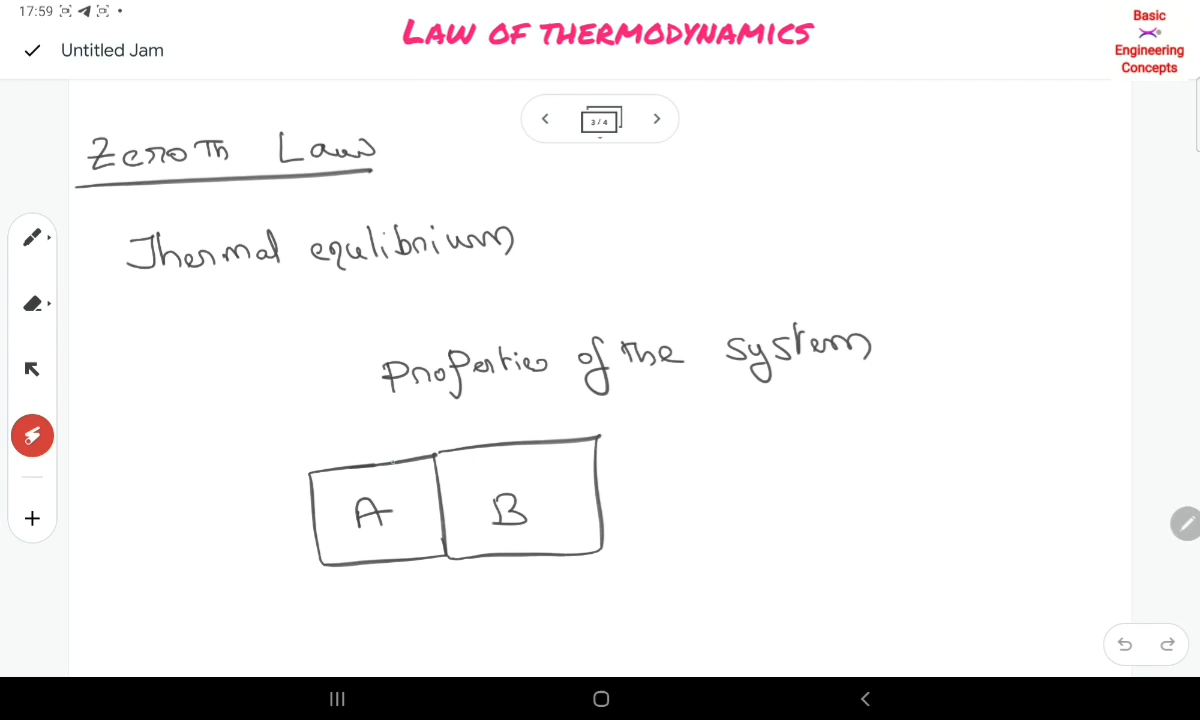 17:59
LAW OF THERMODYNAMICS
Basic
Engineering
Concepts
Untitled Jam
3 / 4
Zeroth Law
Thermal equlibrium
Properties of the system
A B